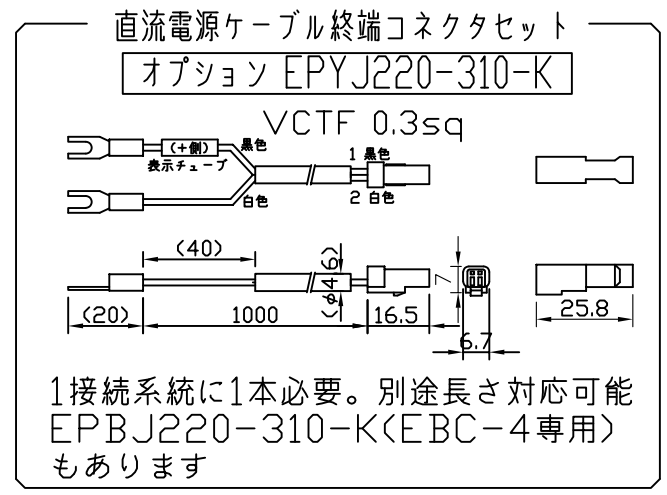 直流電源ケーブル終端コネクタセット
オプション EPYJ220-310-K
VCTF 0.3sq
(+側)
黒色
表示チューブ
1 黒色
白色
2 白色
(40)
(φ4.6)
7
(20)
1000
16.5
25.8
6.7
1接続系統に1本必要。別途長さ対応可能
EPBJ220-310-K(EBC-4専用)
もあります